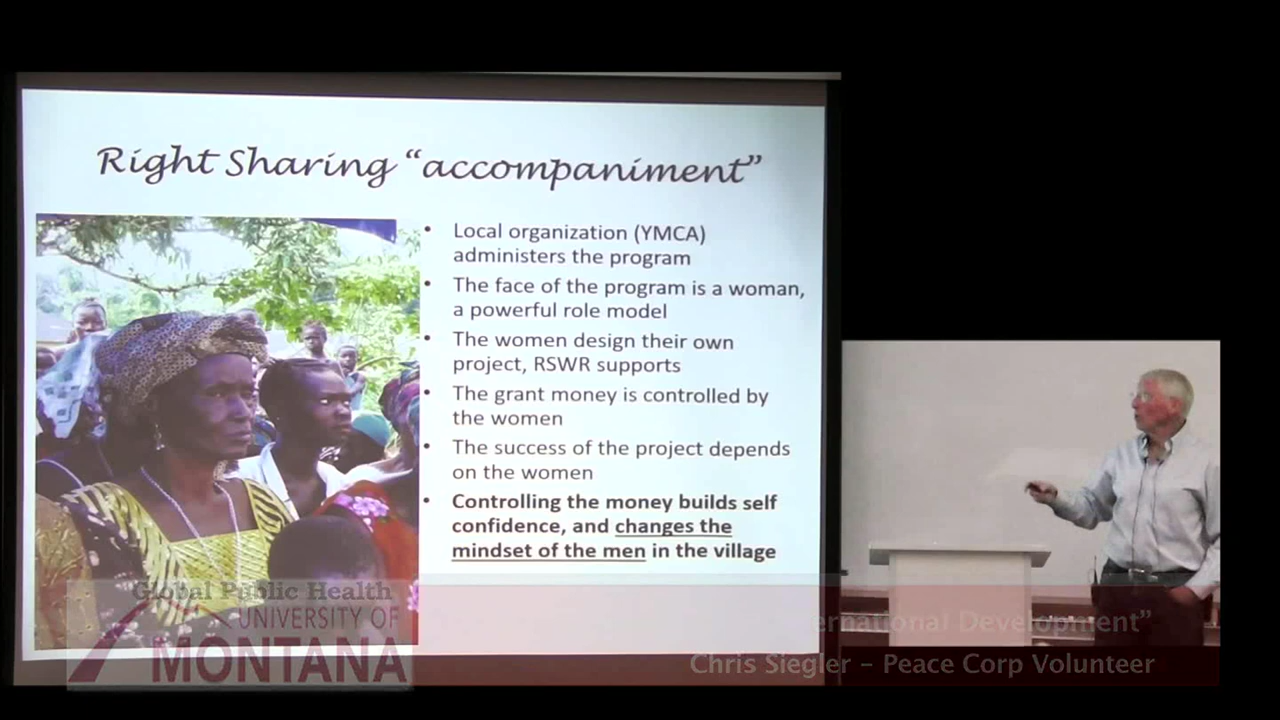 Right Sharing “accompaniment”
• Local organization (YMCA)
administers the program
• The face of the program is a woman,
a powerful role model
• The women design their own
project, RSWR supports
• The grant money is controlled by
the women
• The success of the project depends
on the women
• Controlling the money builds self
confidence, and changes the
mindset of the men in the village
Global Public Health
UNIVERSITY OF
MONTANA
Development”
Chris Siegler – Peace Corp Volunteer